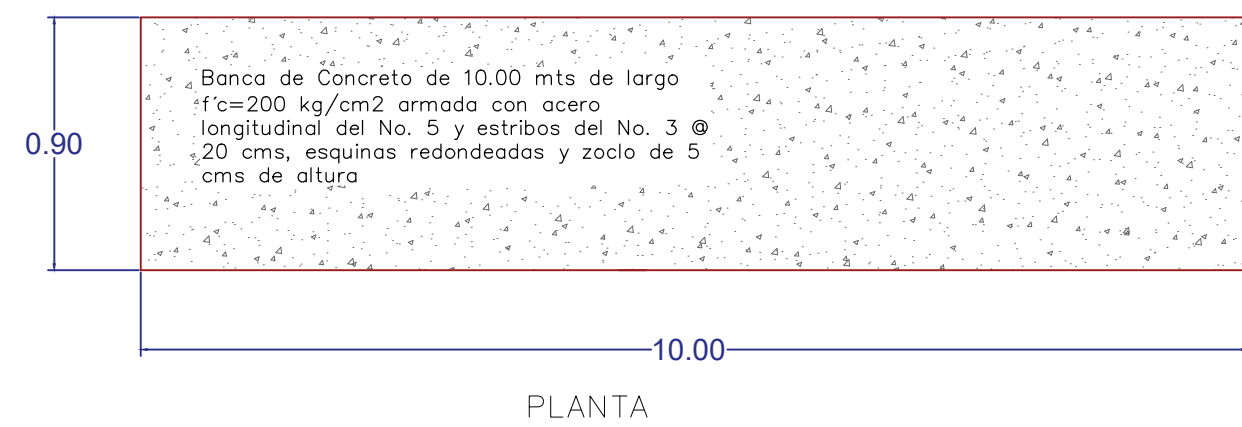 Banca de Concreto de 10.00 mts de largo
f´c=200 kg/cm2 armada con acero
longitudinal del No. 5 y estribos del No. 3 @
20 cms, esquinas redondeadas y zoclo de 5
cms de altura
0.90
10.00
PLANTA